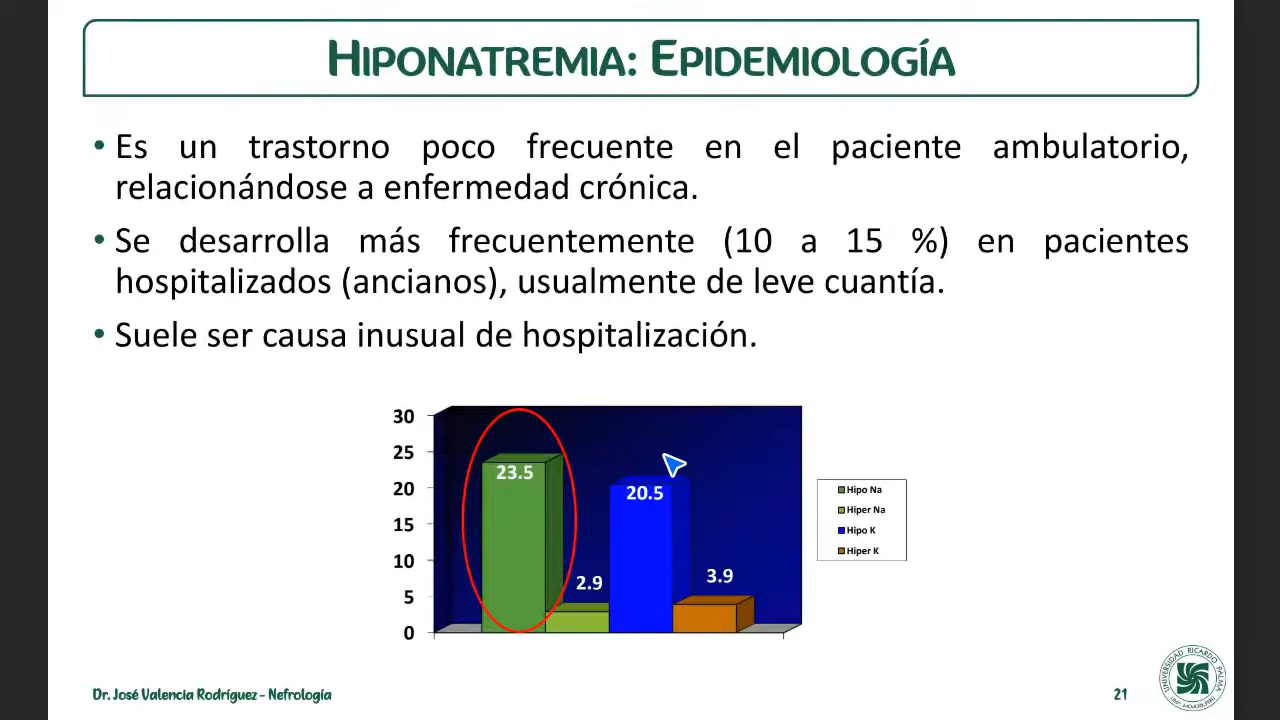 HIPONATREMIA: EPIDEMIOLOGÍA
• Es un trastorno poco frecuente en el paciente ambulatorio,
relacionándose a enfermedad crónica.
• Se desarrolla más frecuentemente (10 a 15 %) en pacientes
hospitalizados (ancianos), usualmente de leve cuantía.
• Suele ser causa inusual de hospitalización.
30
25
20
15
10
5
0
23.5
2.9
20.5
3.9
Hipo Na
Hiper Na
Hipo K
Hiper K
Dr. José Valencia Rodríguez - Nefrología
21
UNIVERSIDAD RICARDO PALMA